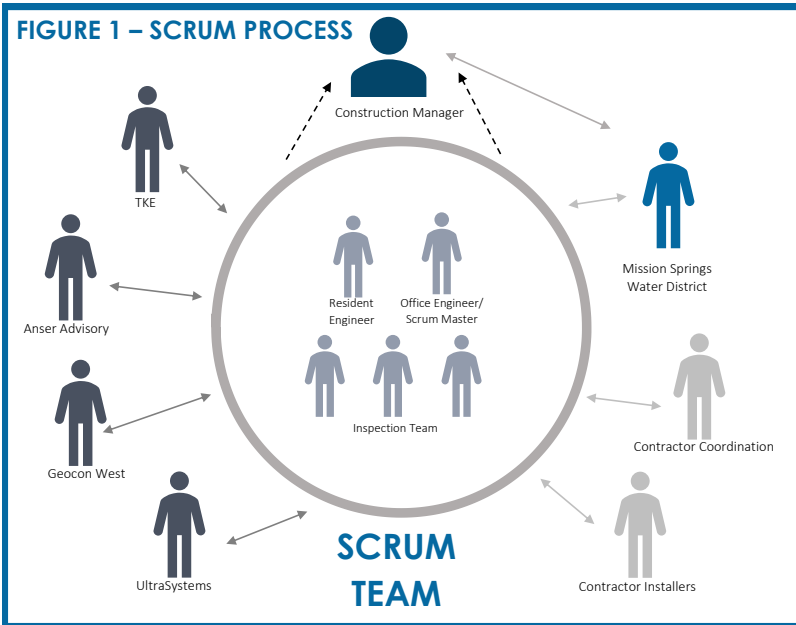 FIGURE 1 – SCRUM PROCESS
Construction Manager
TKE
Mission Springs
Water District
Anser Advisory
Resident
Engineer
Office Engineer/
Scrum Master
Inspection Team
Contractor Coordination
Geocon West
UltraSystems
Contractor Installers
SCRUM
TEAM